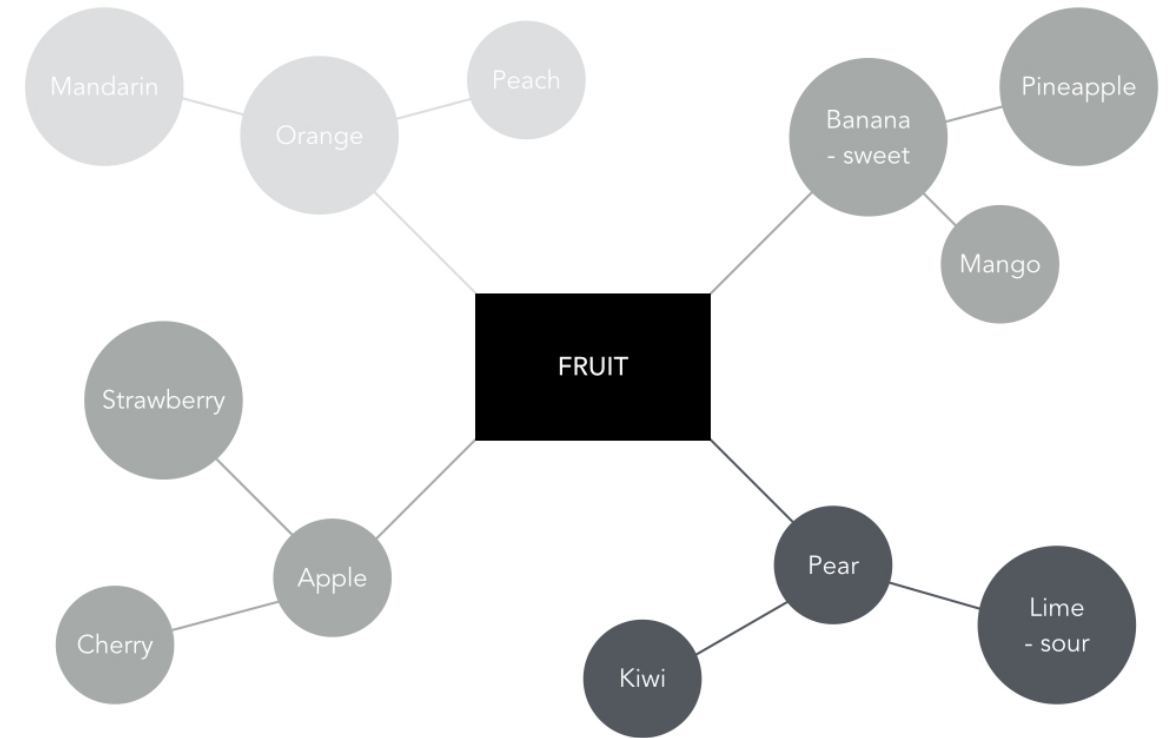 Mandarin
Orange
Peach
Banana
- sweet
Pineapple
Mango
FRUIT
Strawberry
Apple
Cherry
Pear
Kiwi
Lime
- sour